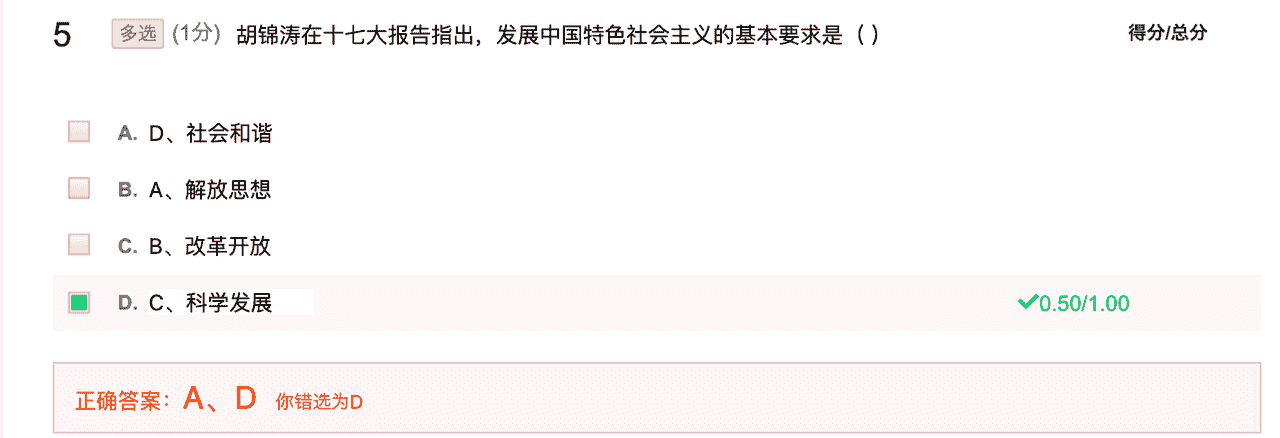 5 多选 (1分) 胡锦涛在十七大报告指出，发展中国特色社会主义的基本要求是（ ） 得分/总分
A. D、社会和谐
B. A、解放思想
C. B、改革开放
D. C、科学发展 0.50/1.00
正确答案：A、D 你错选为D